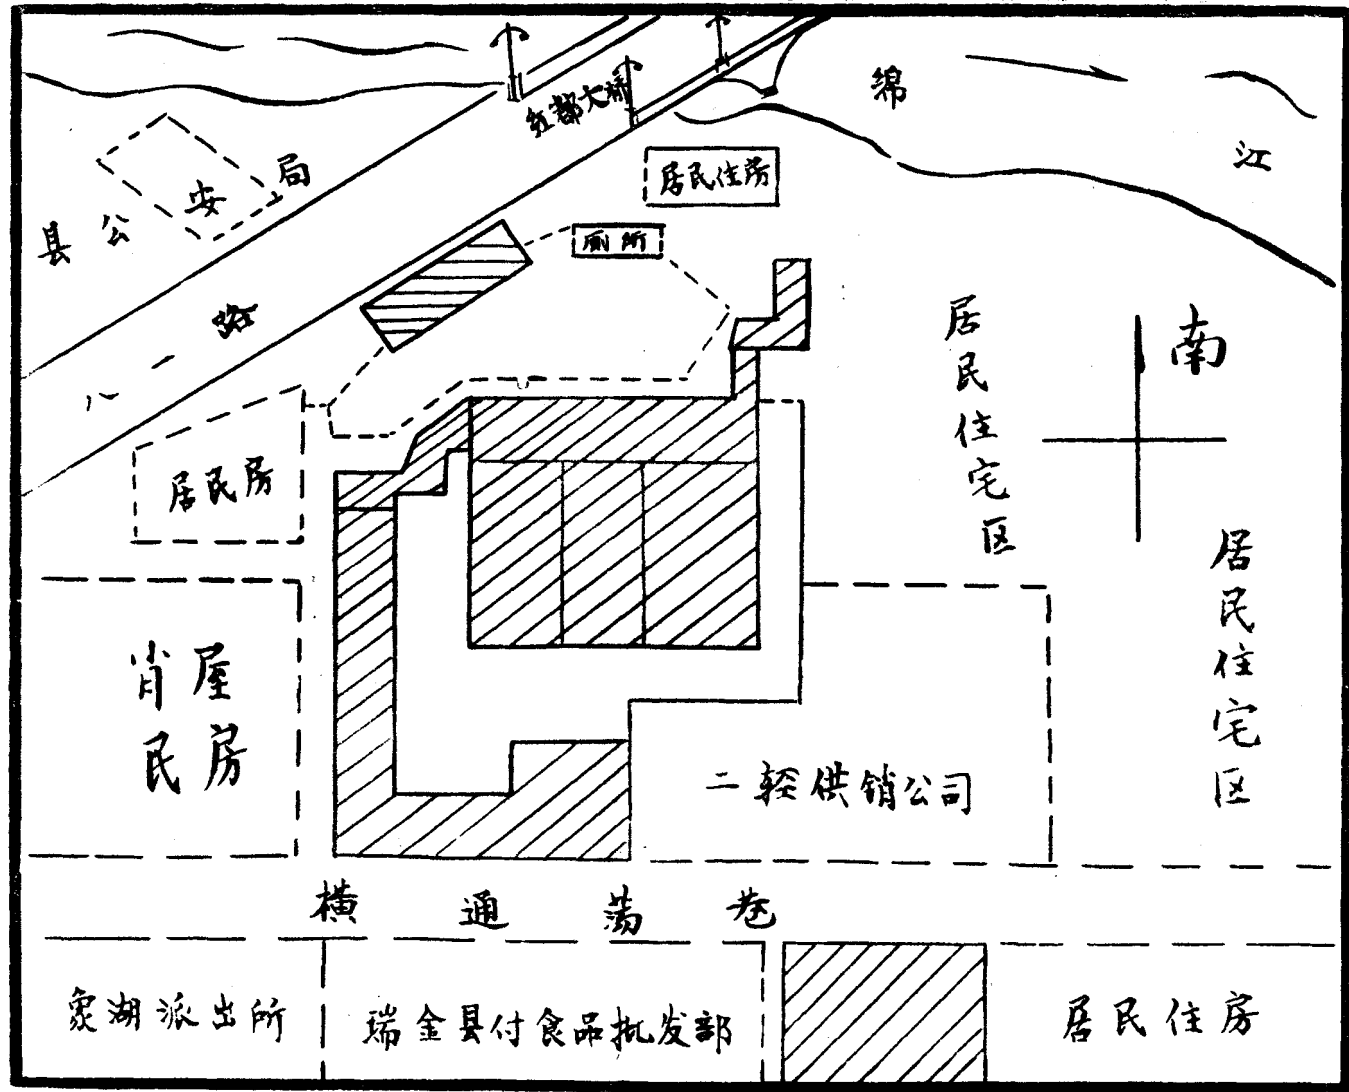 红都大桥
绵江
居民住房
县公安局
厕所
八一路
居民住宅区
南
居民房
居民住宅区
肖屋
民房
二轻供销公司
横通荡巷
象湖派出所
瑞金县付食品批发部
居民住房